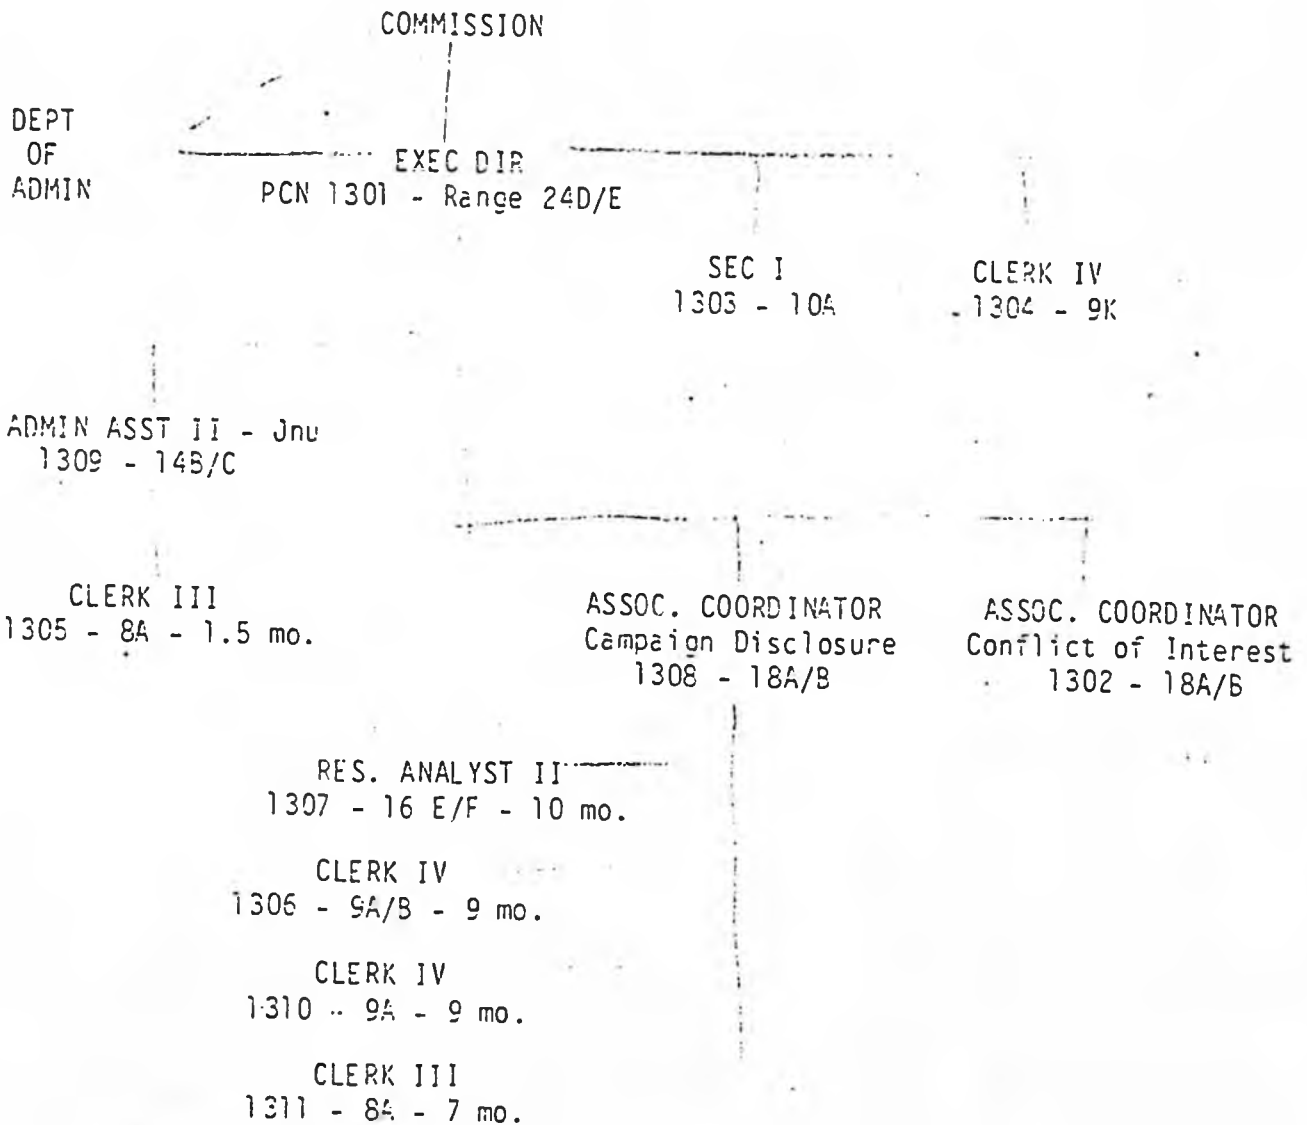 COMMISSION
DEPT
OF
ADMIN
EXEC DIR
PCN 1301 - Range 24D/E
SEC I
1303 - 10A
CLERK IV
1304 - 9K
ADMIN ASST II - Jnu
1309 - 14B/C
CLERK III
1305 - 8A - 1.5 mo.
ASSOC. COORDINATOR
Campaign Disclosure
1308 - 18A/B
ASSOC. COORDINATOR
Conflict of Interest
1302 - 18A/B
RES. ANALYST II
1307 - 16 E/F - 10 mo.
CLERK IV
1306 - 9A/B - 9 mo.
CLERK IV
1310 - 9A - 9 mo.
CLERK III
1311 - 8A - 7 mo.